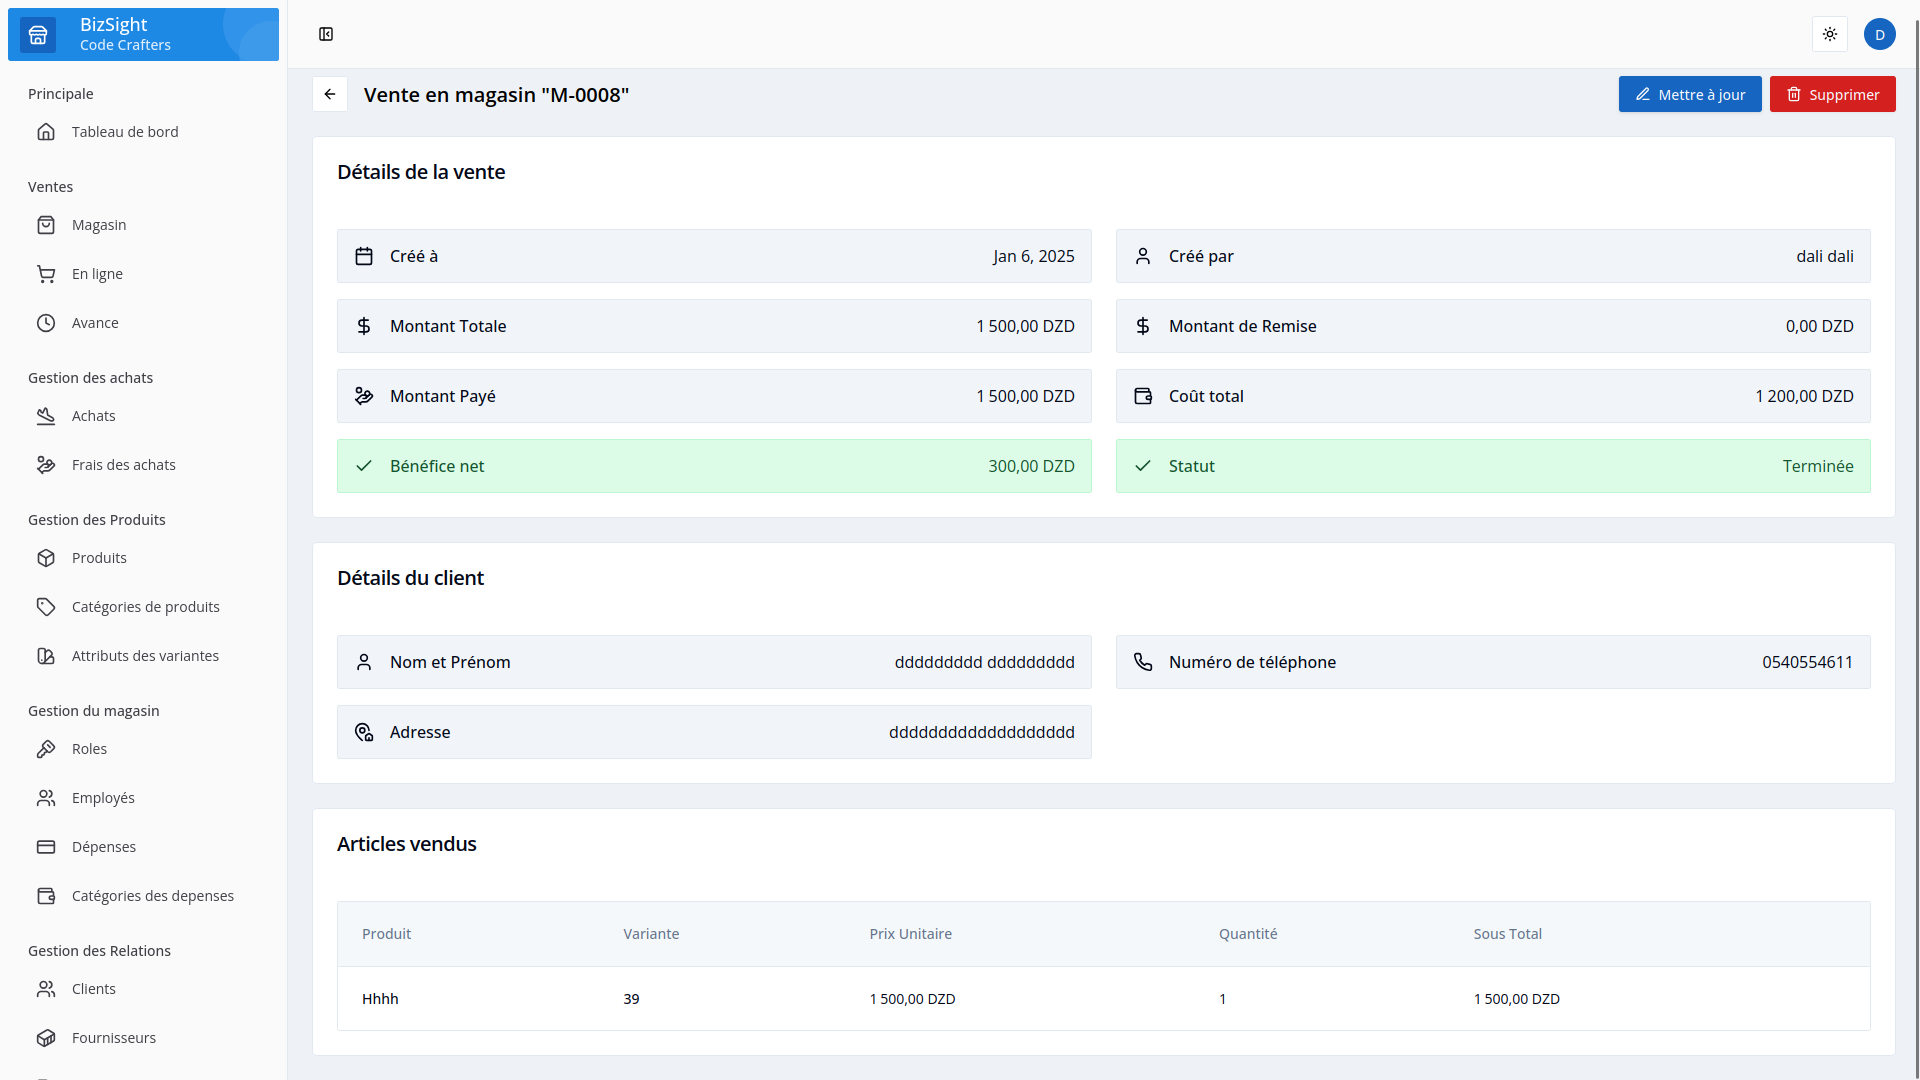 BizSight
Code Crafters
Principale
Tableau de bord
Ventes
Magasin
En ligne
Avance
Gestion des achats
Achats
Frais des achats
Gestion des Produits
Produits
Catégories de produits
Attributs des variantes
Gestion du magasin
Roles
Employés
Dépenses
Catégories des depenses
Gestion des Relations
Clients
Fournisseurs
D
Vente en magasin "M-0008"
Mettre à jour
Supprimer
Détails de la vente
Créé à Jan 6, 2025
Créé par dali dali
Montant Totale 1 500,00 DZD
Montant de Remise 0,00 DZD
Montant Payé 1 500,00 DZD
Coût total 1 200,00 DZD
Bénéfice net 300,00 DZD
Statut Terminée
Détails du client
Nom et Prénom ddddddddd ddddddddd
Numéro de téléphone 0540554611
Adresse ddddddddddddddddddd
Articles vendus
Produit Variante Prix Unitaire Quantité Sous Total
Hhhh 39 1 500,00 DZD 1 1 500,00 DZD